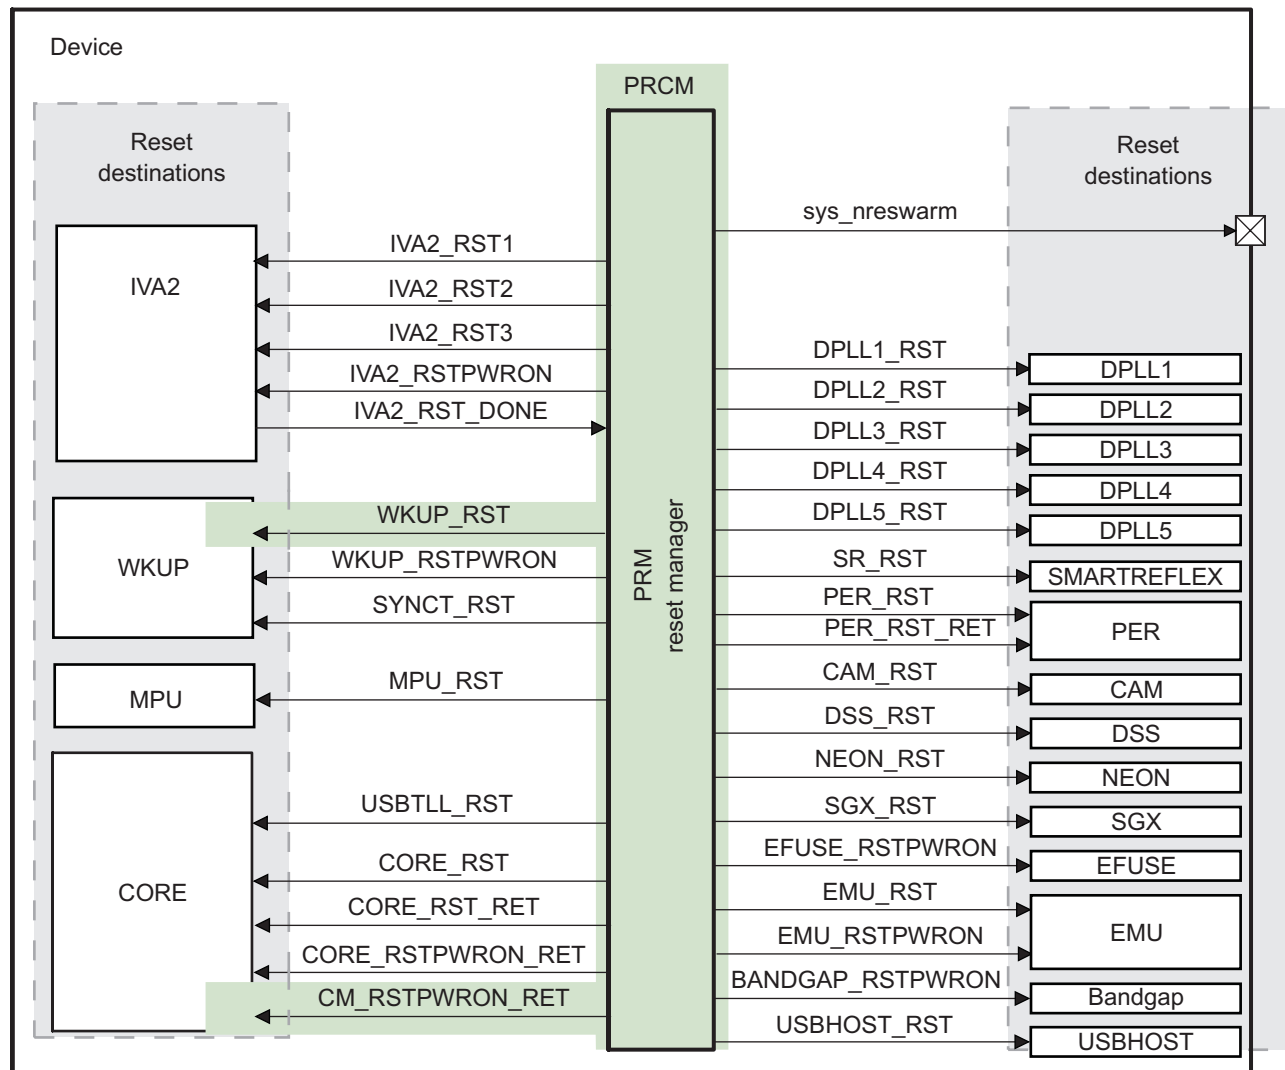 Device
PRCM
Reset
destinations
Reset
destinations
sys_nreswarm
IVA2_RST1
IVA2
IVA2_RST2
IVA2_RST3
IVA2_RSTPWRON
IVA2_RST_DONE
WKUP_RST
WKUP
WKUP_RSTPWRON
SYNCT_RST
MPU_RST
MPU
USBTLL_RST
CORE_RST
CORE
CORE_RST_RET
CORE_RSTPWRON_RET
CM_RSTPWRON_RET
PRM
reset manager
DPLL1_RST
DPLL1
DPLL2_RST
DPLL2
DPLL3_RST
DPLL3
DPLL4_RST
DPLL4
DPLL5_RST
DPLL5
SR_RST
SMARTREFLEX
PER_RST
PER_RST_RET
PER
CAM_RST
CAM
DSS_RST
DSS
NEON_RST
NEON
SGX_RST
SGX
EFUSE_RSTPWRON
EFUSE
EMU_RST
EMU
EMU_RSTPWRON
BANDGAP_RSTPWRON
Bandgap
USBHOST_RST
USBHOST